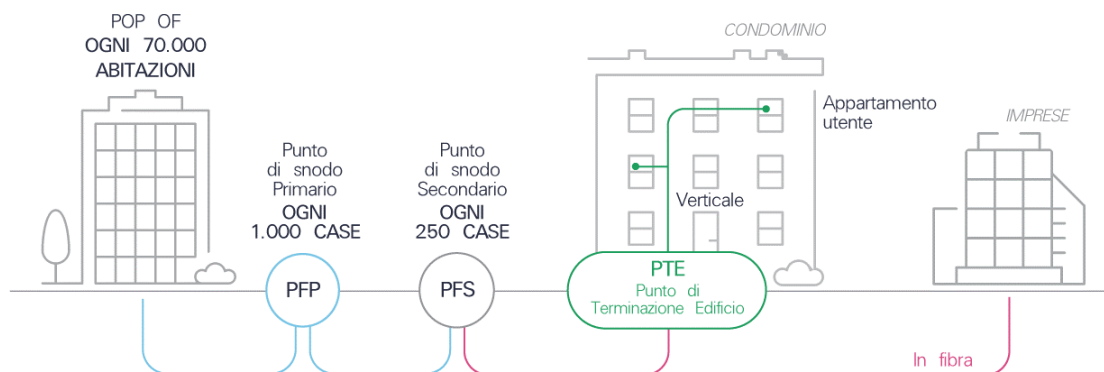 POP OF
OGNI 70.000
ABITAZIONI
Punto
di snodo
Primario
OGNI
1.000 CASE
PFP
Punto
di snodo
Secondario
OGNI
250 CASE
PFS
CONDOMINIO
Appartamento
utente
Verticale
PTE
Punto di
Terminazione Edificio
IMPRESE
In fibra